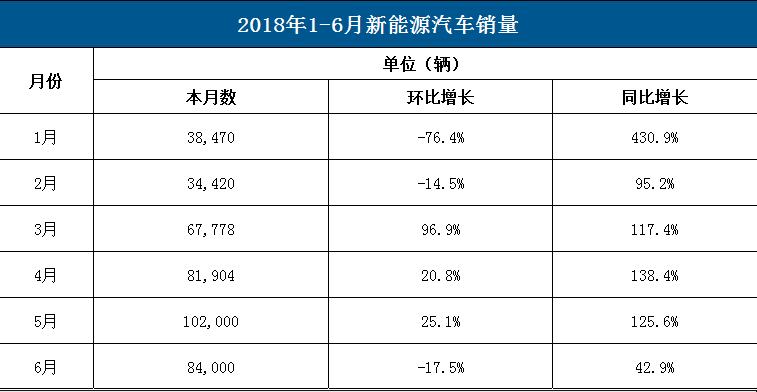 2018年1-6月新能源汽车销量
月份 单位（辆）
本月数 环比增长 同比增长
1月 38,470 -76.4% 430.9%
2月 34,420 -14.5% 95.2%
3月 67,778 96.9% 117.4%
4月 81,904 20.8% 138.4%
5月 102,000 25.1% 125.6%
6月 84,000 -17.5% 42.9%